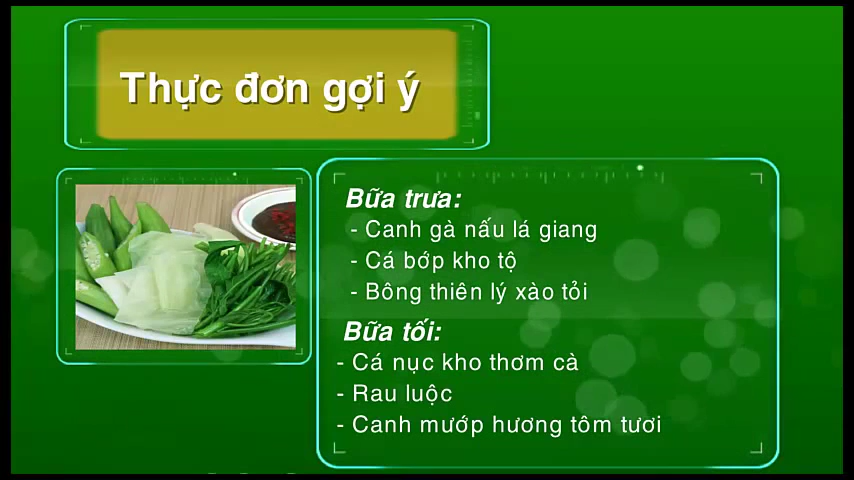 Thực đơn gợi ý
Bữa trưa:
- Canh gà nấu lá giang
- Cá bớp kho tộ
- Bông thiên lý xào tỏi
Bữa tối:
- Cá nục kho thơm cà
- Rau luộc
- Canh mướp hương tôm tươi